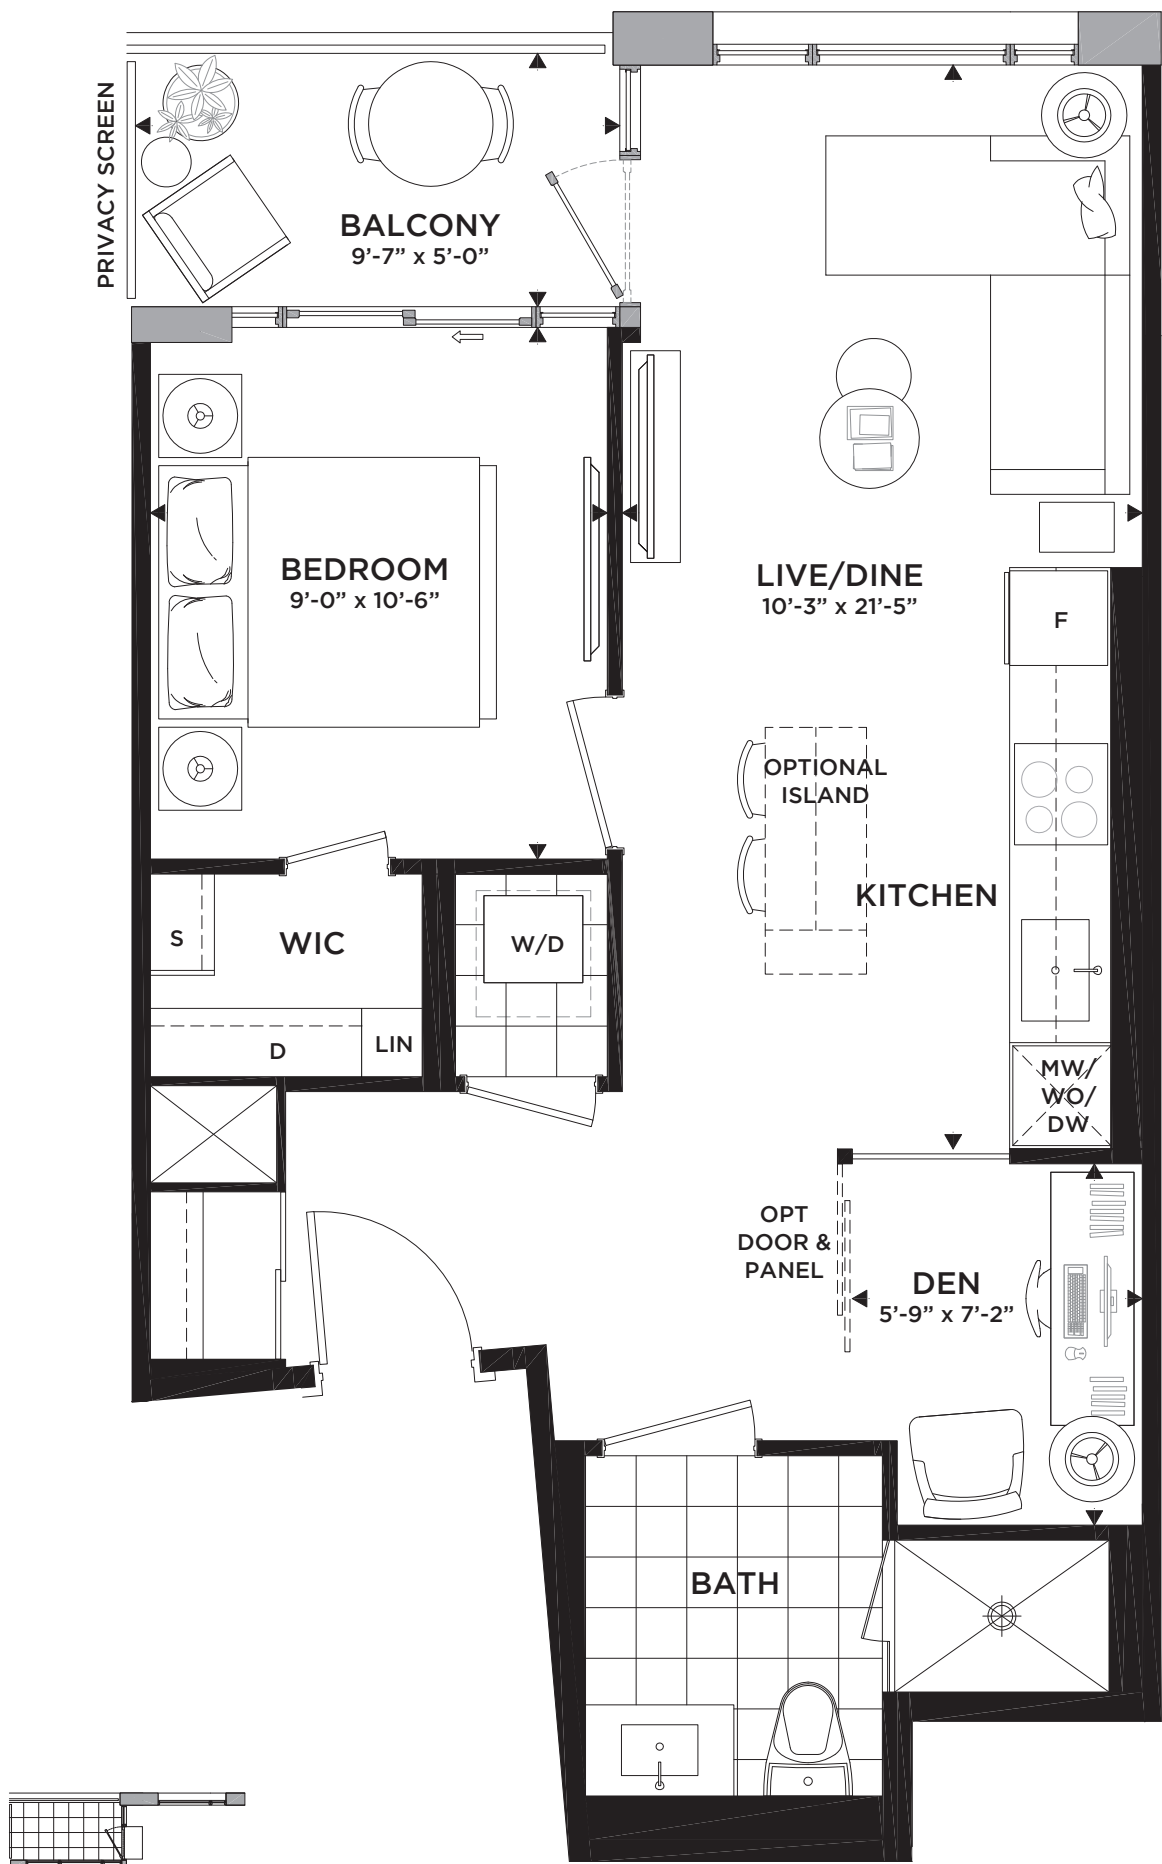 PRIVACY SCREEN
BALCONY
9’-7” x 5’-0”
BEDROOM
9’-0” x 10’-6”
LIVE/DINE
10’-3” x 21’-5”
F
OPTIONAL
ISLAND
KITCHEN
S
WIC
W/D
D
LIN
MW/
WO/
DW
OPT
DOOR &
PANEL
DEN
5’-9” x 7’-2”
BATH